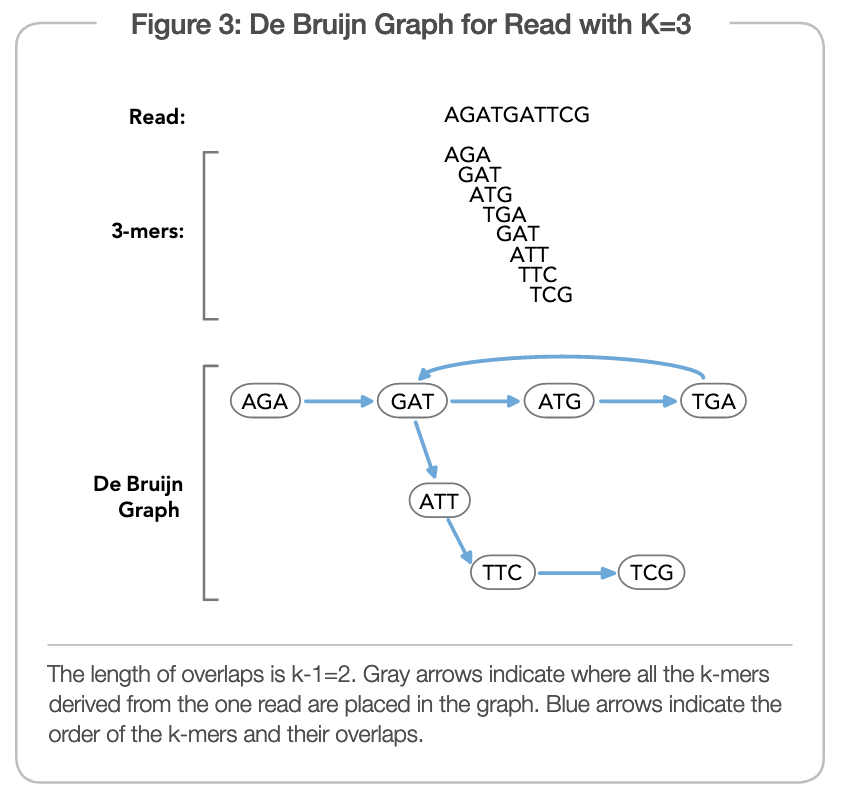 Figure 3: De Bruijn Graph for Read with K=3
Read:
AGATGATTCG
3-mers:
AGA
GAT
ATG
TGA
GAT
ATT
TTC
TCG
De Bruijn
Graph
AGA
GAT
ATG
TGA
ATT
TTC
TCG
The length of overlaps is k-1=2. Gray arrows indicate where all the k-mers
derived from the one read are placed in the graph. Blue arrows indicate the
order of the k-mers and their overlaps.